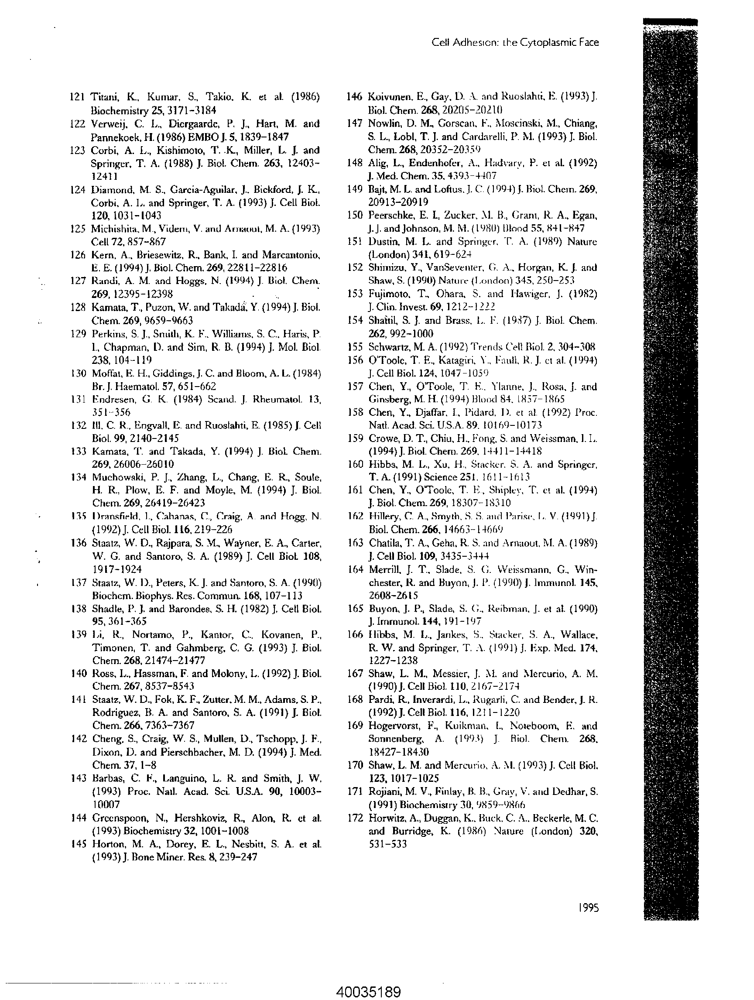 Cell Adhesion: the Cytoplasmic Face
121 Titani, K., Kumar, S., Takio, K. et al. (1986)
Biochemistry 25, 3171–3184
122 Verweij, C. L., Diergaarde, P. J., Hart, M. and
Pannekoek, H. (1986) EMBO J. 5, 1839–1847
123 Corbi, A. L., Kishimoto, T. K., Miller, L. J. and
Springer, T. A. (1988) J. Biol. Chem. 263, 12403–
12411
124 Diamond, M. S., Garcia-Aguilar, J., Bickford, J. K.,
Corbi, A. L. and Springer, T. A. (1993) J. Cell Biol.
120, 1031–1043
125 Michishita, M., Videm, V. and Arnaout, M. A. (1993)
Cell 72, 857–867
126 Kern, A., Briesewitz, R., Bank, I. and Marcantonio,
E. E. (1994) J. Biol. Chem. 269, 22811–22816
127 Randi, A. M. and Hoggs, N. (1994) J. Biol. Chem.
269, 12395–12398
128 Kamata, T., Puzon, W. and Takada, Y. (1994) J. Biol.
Chem. 269, 9659–9663
129 Perkins, S. J., Smith, K. F., Williams, S. C., Haris, P.
I., Chapman, D. and Sim, R. B. (1994) J. Mol. Biol.
238, 104–119
130 Moffat, E. H., Giddings, J. C. and Bloom, A. L. (1984)
Br. J. Haematol. 57, 651–662
131 Endresen, G. K. (1984) Scand. J. Rheumatol. 13,
351–356
132 Ill, C. R., Engvall, E. and Ruoslahti, E. (1985) J. Cell
Biol. 99, 2140–2145
133 Kamata, T. and Takada, Y. (1994) J. Biol. Chem.
269, 26006–26010
134 Muchowski, P. J., Zhang, L., Chang, E. R., Soule,
H. R., Plow, E. F. and Moyle, M. (1994) J. Biol.
Chem. 269, 26419–26423
135 Dransfield, I., Cabanas, C., Craig, A. and Hogg, N.
(1992) J. Cell Biol. 116, 219–226
136 Staatz, W. D., Rajpara, S. M., Wayner, E. A., Carter,
W. G. and Santoro, S. A. (1989) J. Cell Biol. 108,
1917–1924
137 Staatz, W. D., Peters, K. J. and Santoro, S. A. (1990)
Biochem. Biophys. Res. Commun. 168, 107–113
138 Shadle, P. J. and Barondes, S. H. (1982) J. Cell Biol.
95, 361–365
139 Li, R., Nortamo, P., Kantor, C., Kovanen, P.,
Timonen, T. and Gahmberg, C. G. (1993) J. Biol.
Chem. 268, 21474–21477
140 Ross, L., Hassman, F. and Molony, L. (1992) J. Biol.
Chem. 267, 8537–8543
141 Staatz, W. D., Fok, K. F., Zutter, M. M., Adams, S. P.,
Rodriguez, B. A. and Santoro, S. A. (1991) J. Biol.
Chem. 266, 7363–7367
142 Cheng, S., Craig, W. S., Mullen, D., Tschopp, J. F.,
Dixon, D. and Pierschbacher, M. D. (1994) J. Med.
Chem. 37, 1–8
143 Barbas, C. F., Languino, L. R. and Smith, J. W.
(1993) Proc. Natl. Acad. Sci. U.S.A. 90, 10003–
10007
144 Greenspoon, N., Hershkoviz, R., Alon, R. et al.
(1993) Biochemistry 32, 1001–1008
145 Horton, M. A., Dorey, E. L., Nesbitt, S. A. et al.
(1993) J. Bone Miner. Res. 8, 239–247
146 Koivunen, E., Gay, D. A. and Ruoslahti, E. (1993) J.
Biol. Chem. 268, 20205–20210
147 Nowlin, D. M., Gorscan, F., Moscinski, M., Chiang,
S. L., Lobl, T. J. and Cardarelli, P. M. (1993) J. Biol.
Chem. 268, 20352–20359
148 Alig, L., Endenhofer, A., Hadvary, P. et al. (1992)
J. Med. Chem. 35, 4393–4407
149 Bajt, M. L. and Loftus, J. C. (1994) J. Biol. Chem. 269,
20913–20919
150 Peerschke, E. I., Zucker, M. B., Grant, R. A., Egan,
J. J. and Johnson, M. M. (1980) Blood 55, 841–847
151 Dustin, M. L. and Springer, T. A. (1989) Nature
(London) 341, 619–624
152 Shimizu, Y., VanSeventer, G. A., Horgan, K. J. and
Shaw, S. (1990) Nature (London) 345, 250–253
153 Fujimoto, T., Ohara, S. and Hawiger, J. (1982)
J. Clin. Invest. 69, 1212–1222
154 Shattil, S. J. and Brass, L. F. (1987) J. Biol. Chem.
262, 992–1000
155 Schwartz, M. A. (1992) Trends Cell Biol. 2, 304–308
156 O'Toole, T. E., Katagiri, Y., Faull, R. J. et al. (1994)
J. Cell Biol. 124, 1047–1059
157 Chen, Y., O'Toole, T. E., Ylanne, J., Rosa, J. and
Ginsberg, M. H. (1994) Blood 84, 1857–1865
158 Chen, Y., Djaffar, I., Pidard, D. et al. (1992) Proc.
Natl. Acad. Sci. U.S.A. 89, 10169–10173
159 Crowe, D. T., Chiu, H., Fong, S. and Weissman, I. L.
(1994) J. Biol. Chem. 269, 14411–14418
160 Hibbs, M. L., Xu, H., Stacker, S. A. and Springer,
T. A. (1991) Science 251, 1611–1613
161 Chen, Y., O'Toole, T. E., Shipley, T. et al. (1994)
J. Biol. Chem. 269, 18307–18310
162 Hillery, C. A., Smyth, S. S. and Parise, L. V. (1991) J.
Biol. Chem. 266, 14663–14669
163 Chatila, T. A., Geha, R. S. and Arnaout, M. A. (1989)
J. Cell Biol. 109, 3435–3444
164 Merrill, J. T., Slade, S. G. Weissmann, G., Win-
chester, R. and Buyon, J. P. (1990) J. Immunol. 145,
2608–2615
165 Buyon, J. P., Slade, S. G., Reibman, J. et al. (1990)
J. Immunol. 144, 191–197
166 Hibbs, M. L., Jankes, S., Stacker, S. A., Wallace,
R. W. and Springer, T. A. (1991) J. Exp. Med. 174,
1227–1238
167 Shaw, L. M., Messier, J. M. and Mercurio, A. M.
(1990) J. Cell Biol. 110, 2167–2174
168 Pardi, R., Inverardi, L., Rugarli, C. and Bender, J. R.
(1992) J. Cell Biol. 116, 1211–1220
169 Hogervorst, F., Kuikman, I., Noteboom, E. and
Sonnenberg, A. (1993) J. Biol. Chem. 268,
18427–18430
170 Shaw, L. M. and Mercurio, A. M. (1993) J. Cell Biol.
123, 1017–1025
171 Rojiani, M. V., Finlay, B. B., Gray, V. and Dedhar, S.
(1991) Biochemistry 30, 9859–9866
172 Horwitz, A., Duggan, K., Buck, C. A., Beckerle, M. C.
and Burridge, K. (1986) Nature (London) 320,
531–533
1995
40035189